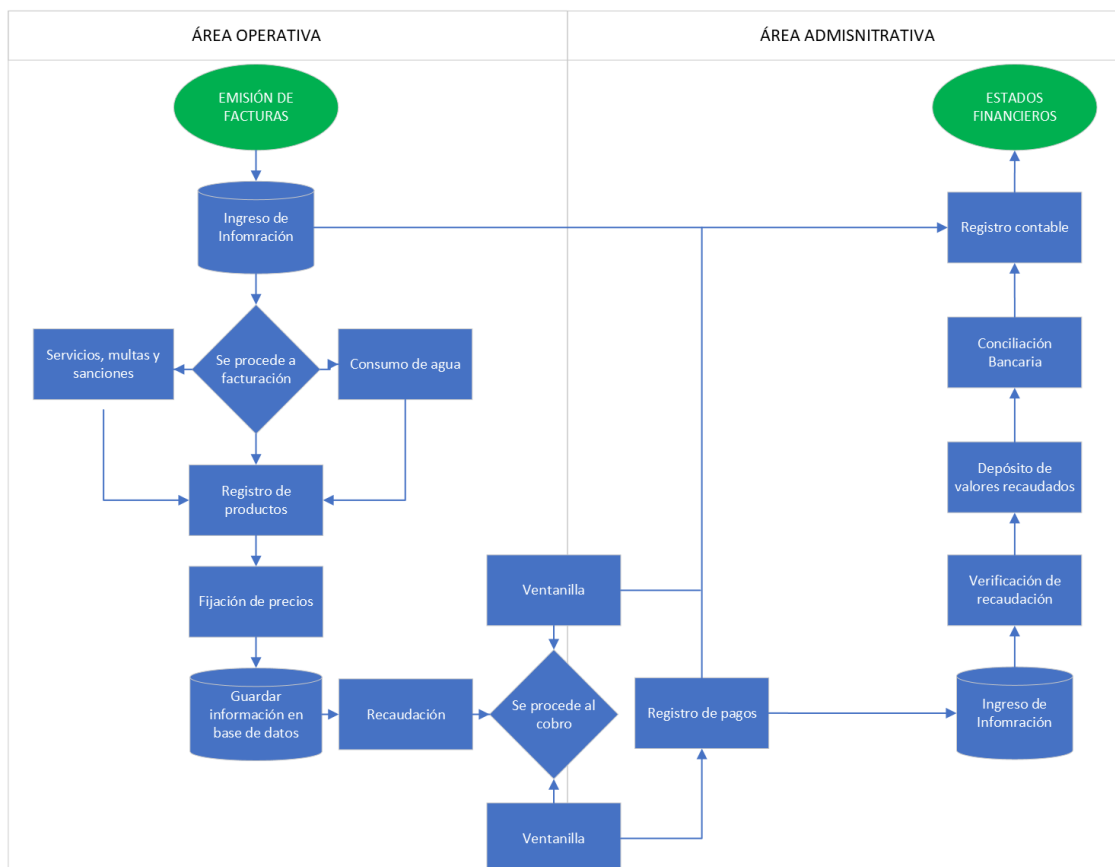 ÁREA OPERATIVA
ÁREA ADMISNITRATIVA
EMISIÓN DE
FACTURAS
ESTADOS
FINANCIEROS
Ingreso de
Infomración
Registro contable
Servicios, multas y
sanciones
Se procede a
facturación
Consumo de agua
Conciliación
Bancaria
Registro de
productos
Depósito de
valores recaudados
Fijación de precios
Ventanilla
Verificación de
recaudación
Guardar
información en
base de datos
Recaudación
Se procede al
cobro
Registro de pagos
Ingreso de
Infomración
Ventanilla